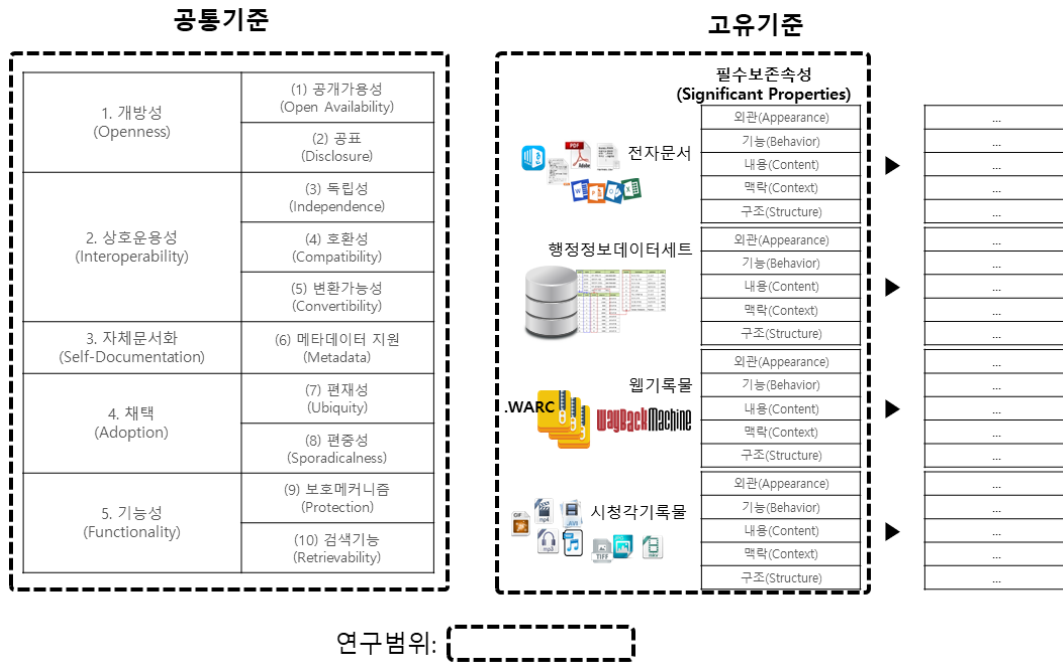 공통기준
1. 개방성
(Openness)
(1) 공개가용성
(Open Availability)
(2) 공표
(Disclosure)
2. 상호운용성
(Interoperability)
(3) 독립성
(Independence)
(4) 호환성
(Compatibility)
(5) 변환가능성
(Convertibility)
3. 자체문서화
(Self-Documentation)
(6) 메타데이터 지원
(Metadata)
4. 채택
(Adoption)
(7) 편재성
(Ubiquity)
(8) 편중성
(Sporadicalness)
5. 기능성
(Functionality)
(9) 보호메커니즘
(Protection)
(10) 검색기능
(Retrievability)
고유기준
필수보존속성
(Significant Properties)
전자문서
PDF
Adobe
외관(Appearance)
...
기능(Behavior)
...
내용(Content)
...
맥락(Context)
...
구조(Structure)
...
행정정보데이터세트
외관(Appearance)
...
기능(Behavior)
...
내용(Content)
...
맥락(Context)
...
구조(Structure)
...
웹기록물
.WARC
WayBackMachine
외관(Appearance)
...
기능(Behavior)
...
내용(Content)
...
맥락(Context)
...
구조(Structure)
...
시청각기록물
GIF
mp4
mp3
TIFF
외관(Appearance)
...
기능(Behavior)
...
내용(Content)
...
맥락(Context)
...
구조(Structure)
...
연구범위: